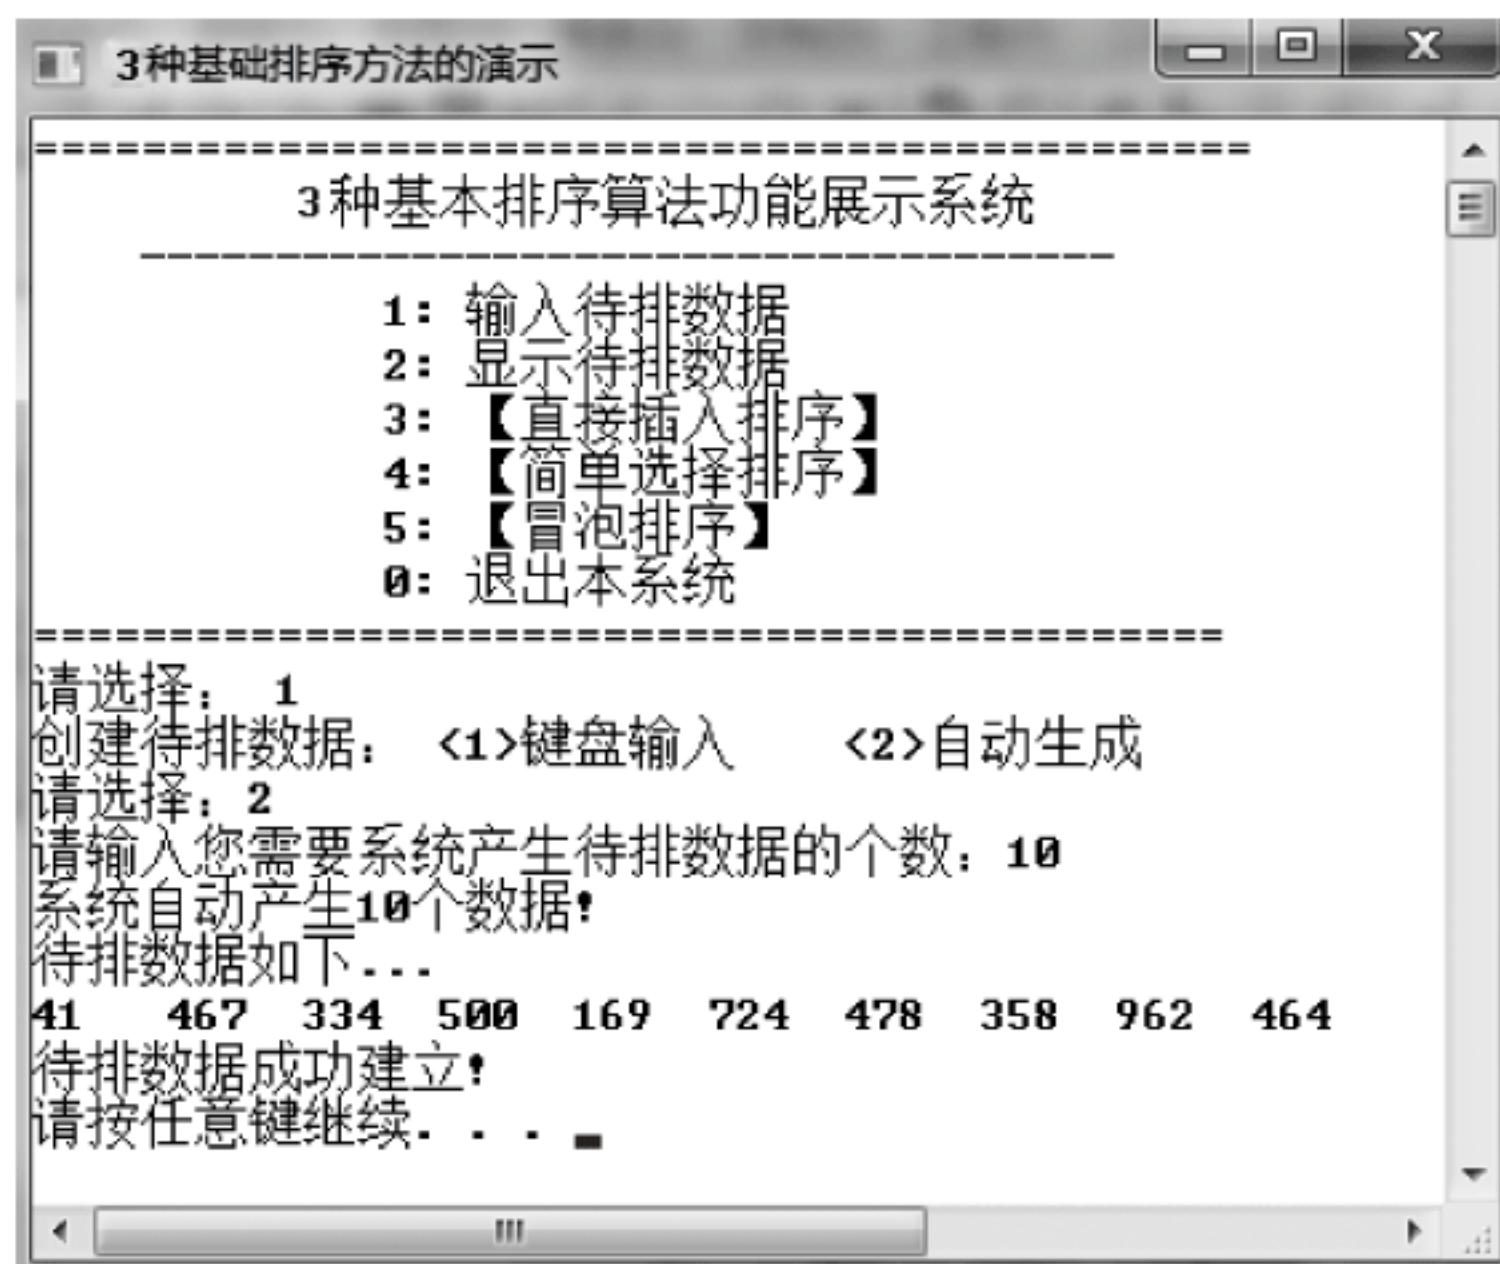 3种基础排序方法的演示
=============================================
3种基本排序算法功能展示系统
------------------------------------
1: 输入待排数据
2: 显示待排数据
3: 【直接插入排序】
4: 【简单选择排序】
5: 【冒泡排序】
0: 退出本系统
============================================
请选择: 1
创建待排数据: <1>键盘输入 <2>自动生成
请选择: 2
请输入您需要系统产生待排数据的个数: 10
系统自动产生10个数据!
待排数据如下...
41 467 334 500 169 724 478 358 962 464
待排数据成功建立!
请按任意键继续. . .